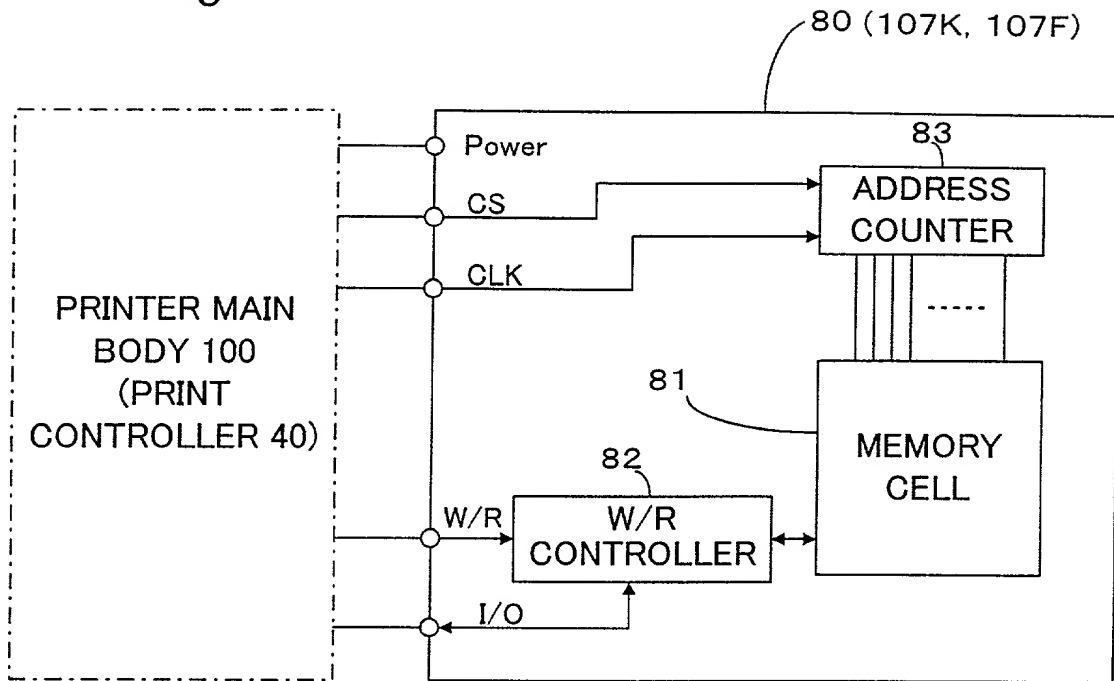 80 (107K, 107F)
Power
83
ADDRESS
COUNTER
CS
CLK
PRINTER MAIN
BODY 100
(PRINT
CONTROLLER 40)
81
MEMORY
CELL
82
W/R
W/R
CONTROLLER
I/O